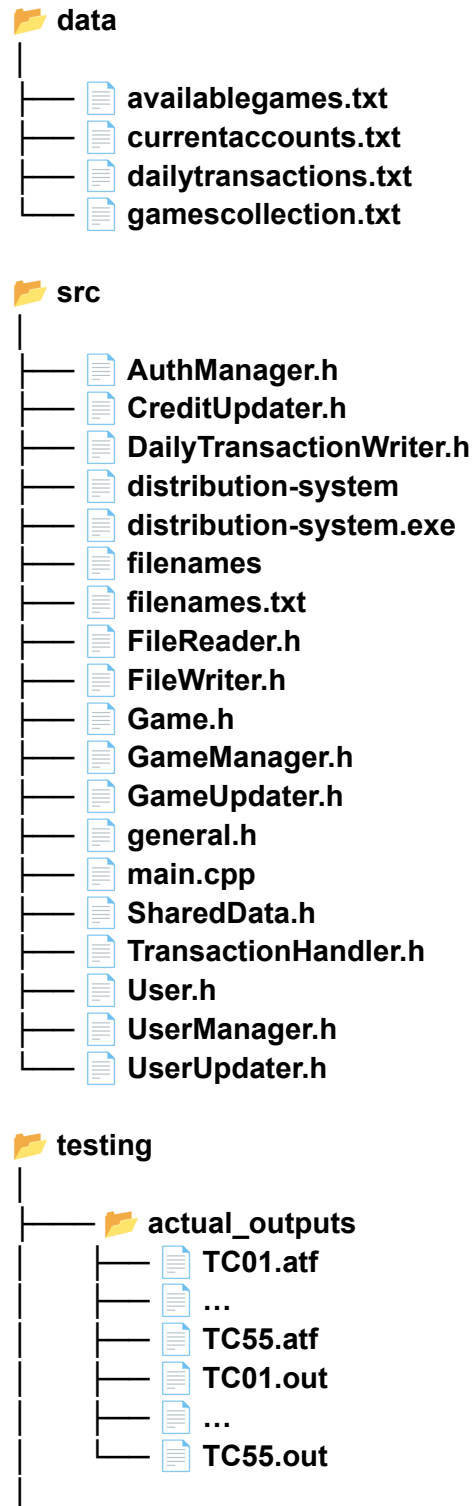 data
availablegames.txt
currentaccounts.txt
dailytransactions.txt
gamescollection.txt
src
AuthManager.h
CreditUpdater.h
DailyTransactionWriter.h
distribution-system
distribution-system.exe
filenames
filenames.txt
FileReader.h
FileWriter.h
Game.h
GameManager.h
GameUpdater.h
general.h
main.cpp
SharedData.h
TransactionHandler.h
User.h
UserManager.h
UserUpdater.h
testing
actual_outputs
TC01.atf
…
TC55.atf
TC01.out
…
TC55.out